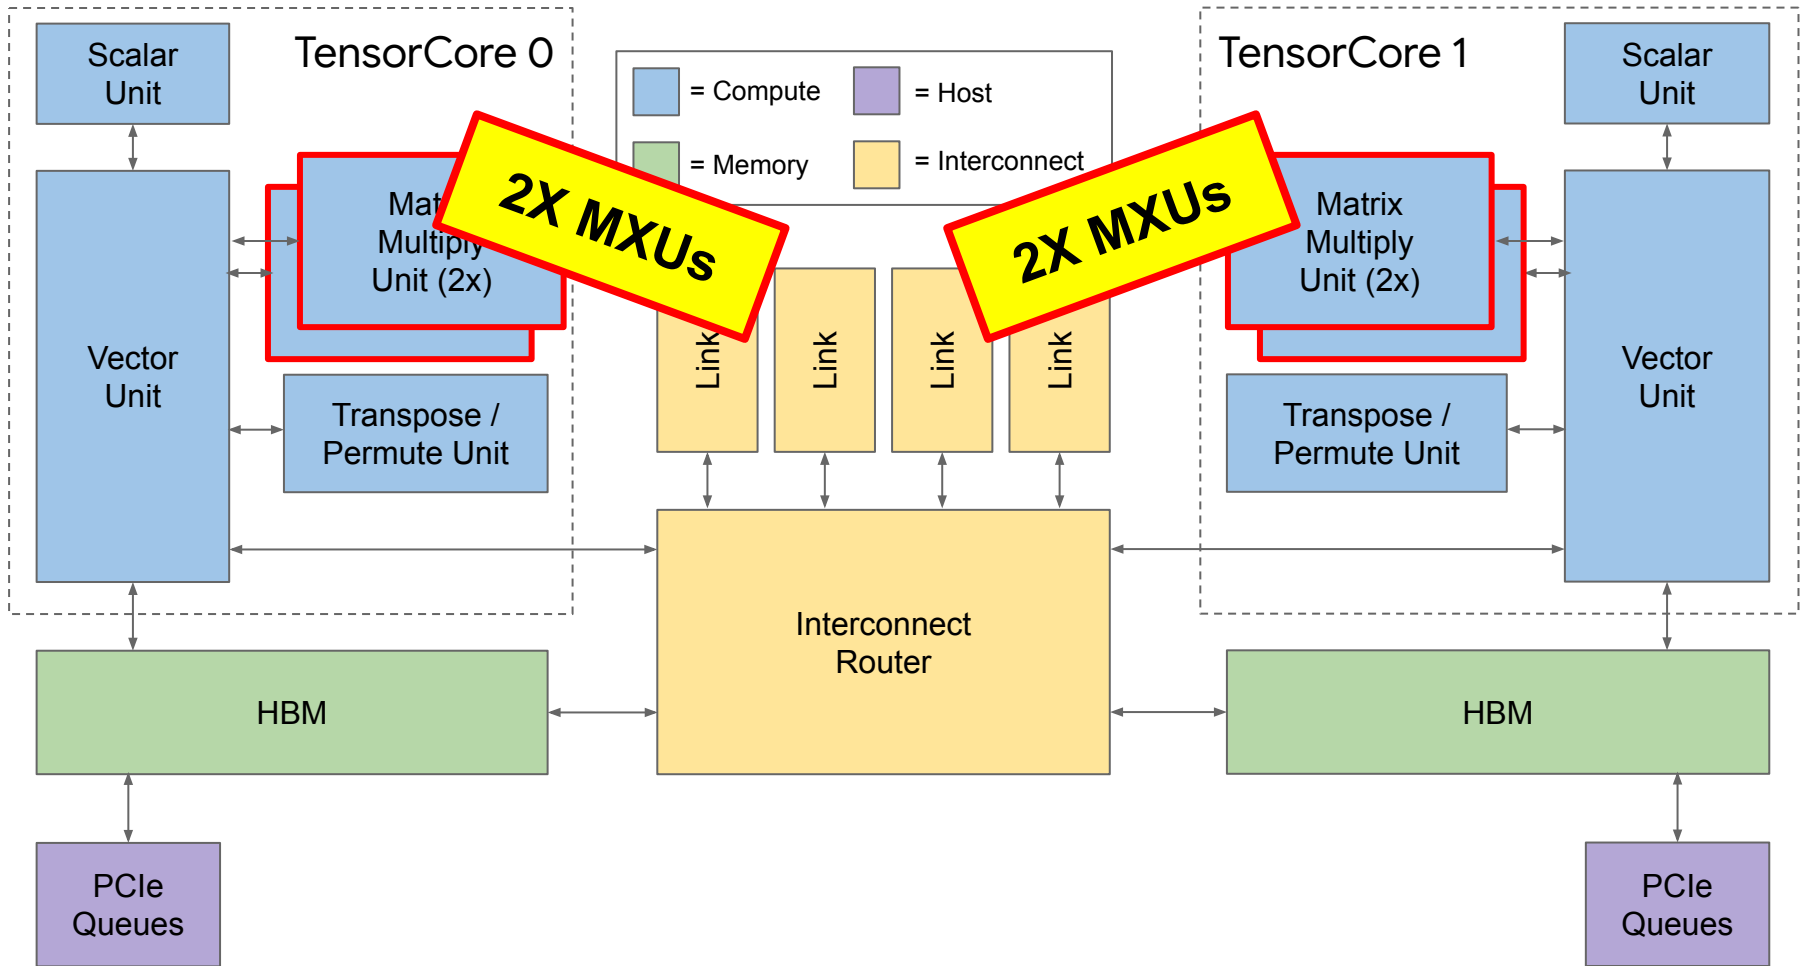 Scalar
Unit
TensorCore 0
= Compute
= Host
= Memory
= Interconnect
TensorCore 1
Scalar
Unit
Multiply
Unit (2x)
2X MXUs
2X MXUs
Matrix
Multiply
Unit (2x)
Vector
Unit
Transpose /
Permute Unit
Link
Link
Link
Link
Transpose /
Permute Unit
Vector
Unit
Interconnect
Router
HBM
HBM
PCIe
Queues
PCIe
Queues